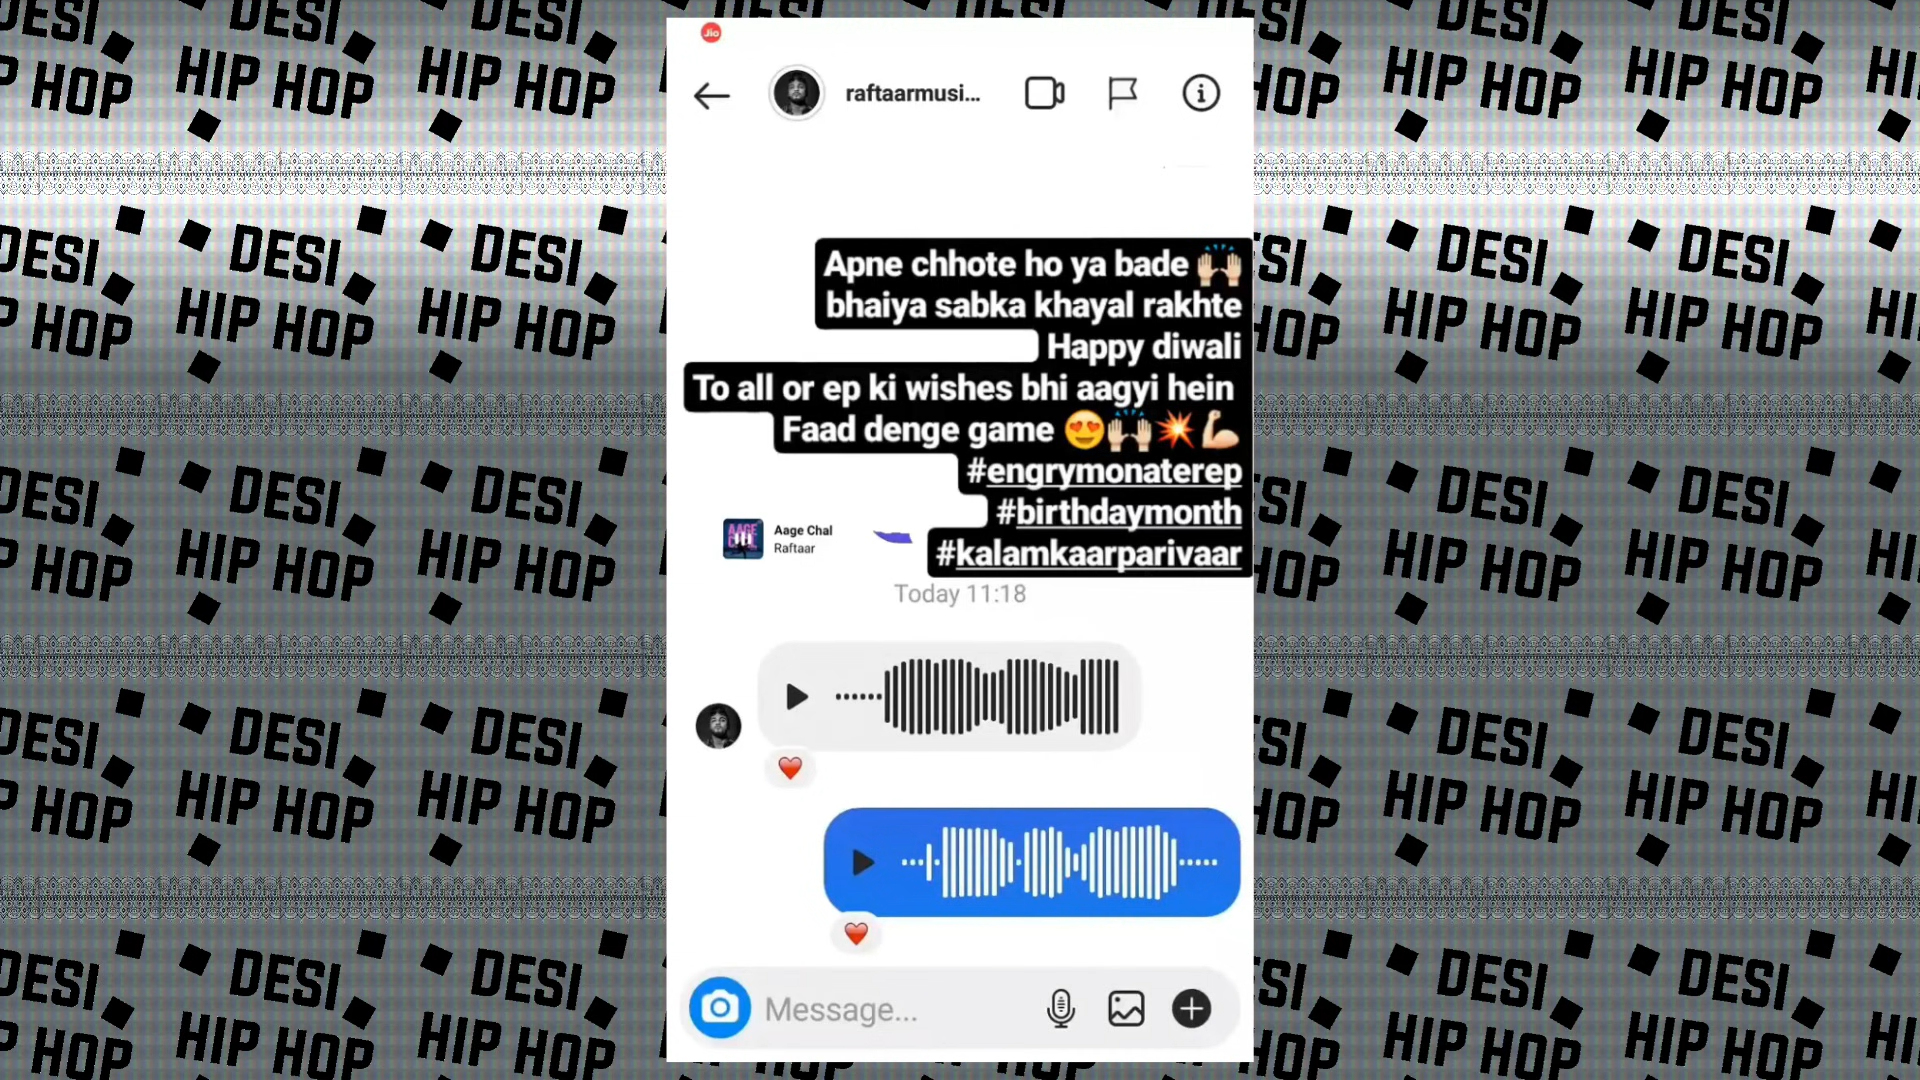 Jio
raftaarmusi...
Apne chhote ho ya bade 🙌🏻
bhaiya sabka khayal rakhte
Happy diwali
To all or ep ki wishes bhi aagyi hein
Faad denge game 😍🙌🏻💥💪🏻
#engrymonaterep
#birthdaymonth
#kalamkaarparivaar
Aage Chal
Raftaar
Today 11:18
Message...
DESI
HIP HOP